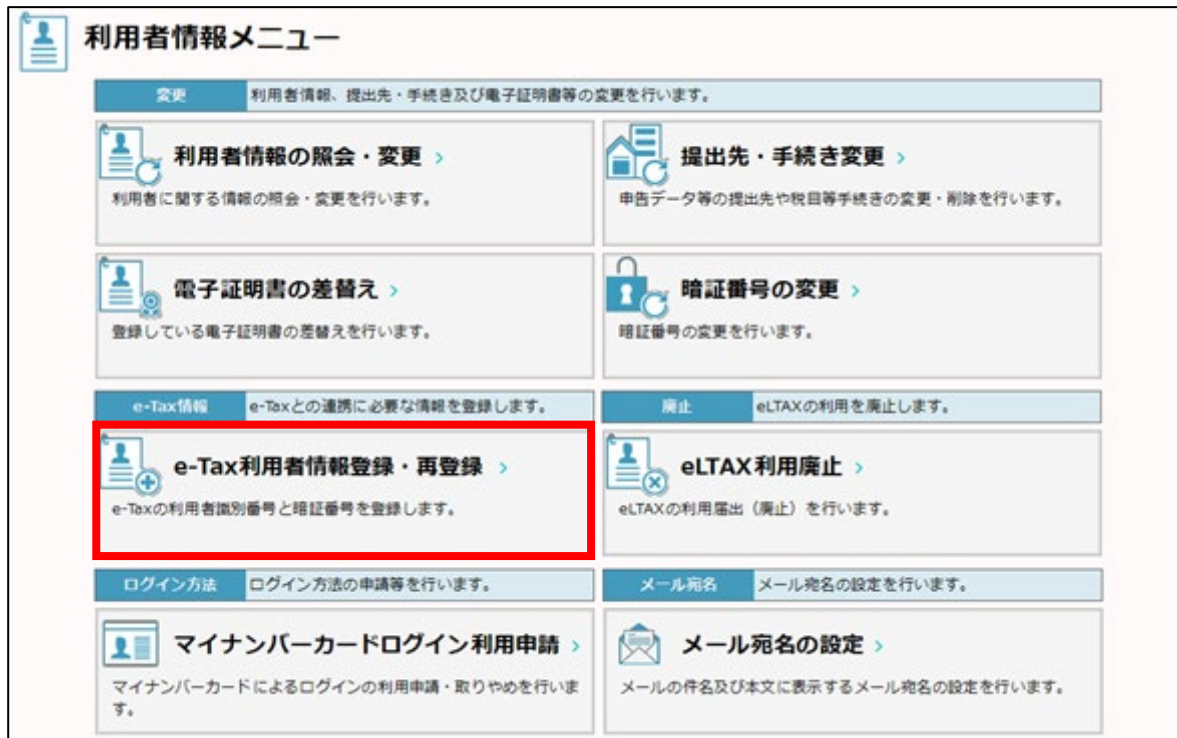 利用者情報メニュー
変更 利用者情報、提出先・手続き及び電子証明書等の変更を行います。
利用者情報の照会・変更 >
利用者に関する情報の照会・変更を行います。
提出先・手続き変更 >
申告データ等の提出先や税目等手続きの変更・削除を行います。
電子証明書の差替え >
登録している電子証明書の差替えを行います。
暗証番号の変更 >
暗証番号の変更を行います。
e-Tax情報 e-Taxとの連携に必要な情報を登録します。
e-Tax利用者情報登録・再登録 >
e-Taxの利用者識別番号と暗証番号を登録します。
廃止 eLTAXの利用を廃止します。
eLTAX利用廃止 >
eLTAXの利用届出（廃止）を行います。
ログイン方法 ログイン方法の申請等を行います。
マイナンバーカードログイン利用申請 >
マイナンバーカードによるログインの利用申請・取りやめを行いま
す。
メール宛名 メール宛名の設定を行います。
メール宛名の設定 >
メールの件名及び本文に表示するメール宛名の設定を行います。